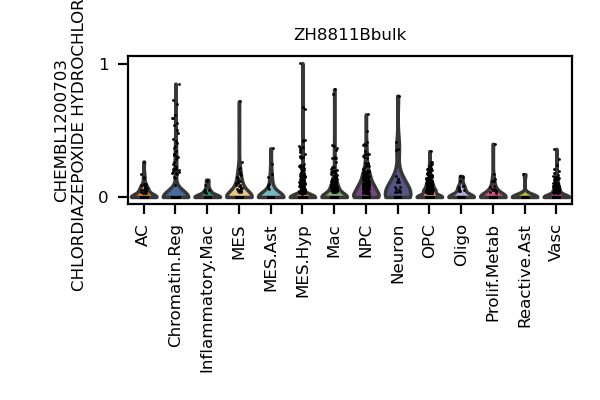 ZH8811Bbulk
CHEMBL1200703
CHLORDIAZEPOXIDE HYDROCHLOR
1
0
AC
Chromatin.Reg
Inflammatory.Mac
MES
MES.Ast
MES.Hyp
Mac
NPC
Neuron
OPC
Oligo
Prolif.Metab
Reactive.Ast
Vasc